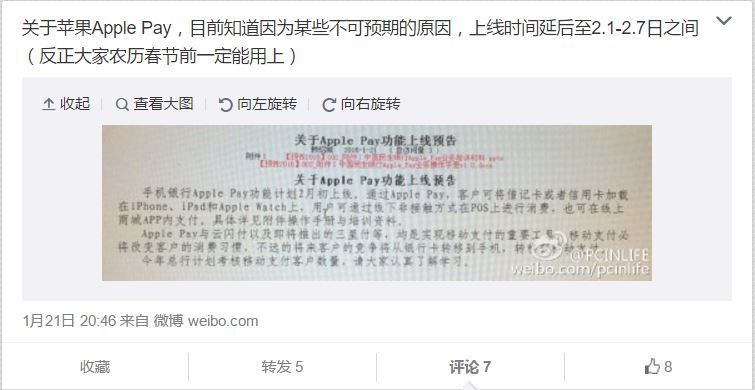 关于苹果Apple Pay，目前知道因为某些不可预期的原因，上线时间延后至2.1-2.7日之间
（反正大家农历春节前一定能用上）
收起 查看大图 向左旋转 向右旋转
关于Apple Pay功能上线预告
2016-1-21
附件：
关于Apple Pay功能上线预告
手机银行Apple Pay功能计划2月初上线，通过Apple Pay，客户可将借记卡或者信用卡加载
在iPhone、iPad和Apple Watch上，用户可通过线下非接触方式在POS上进行消费，也可在线上
商城APP内支付。具体详见附件操作手册与培训资料。
Apple Pay与云闪付以及即将推出的三星付等，均是实现移动支付的重要工具，移动支付必
将改变客户的消费习惯，不远的将来客户的竞争将从银行卡转移到手机，转移 移动支付
今年总行计划考核移动支付客户数量，请大家认真了解学习。
@PCINLIFE
weibo.com/pcinlife
1月21日 20:46 来自 微博 weibo.com
收藏 转发 5 评论 7 8